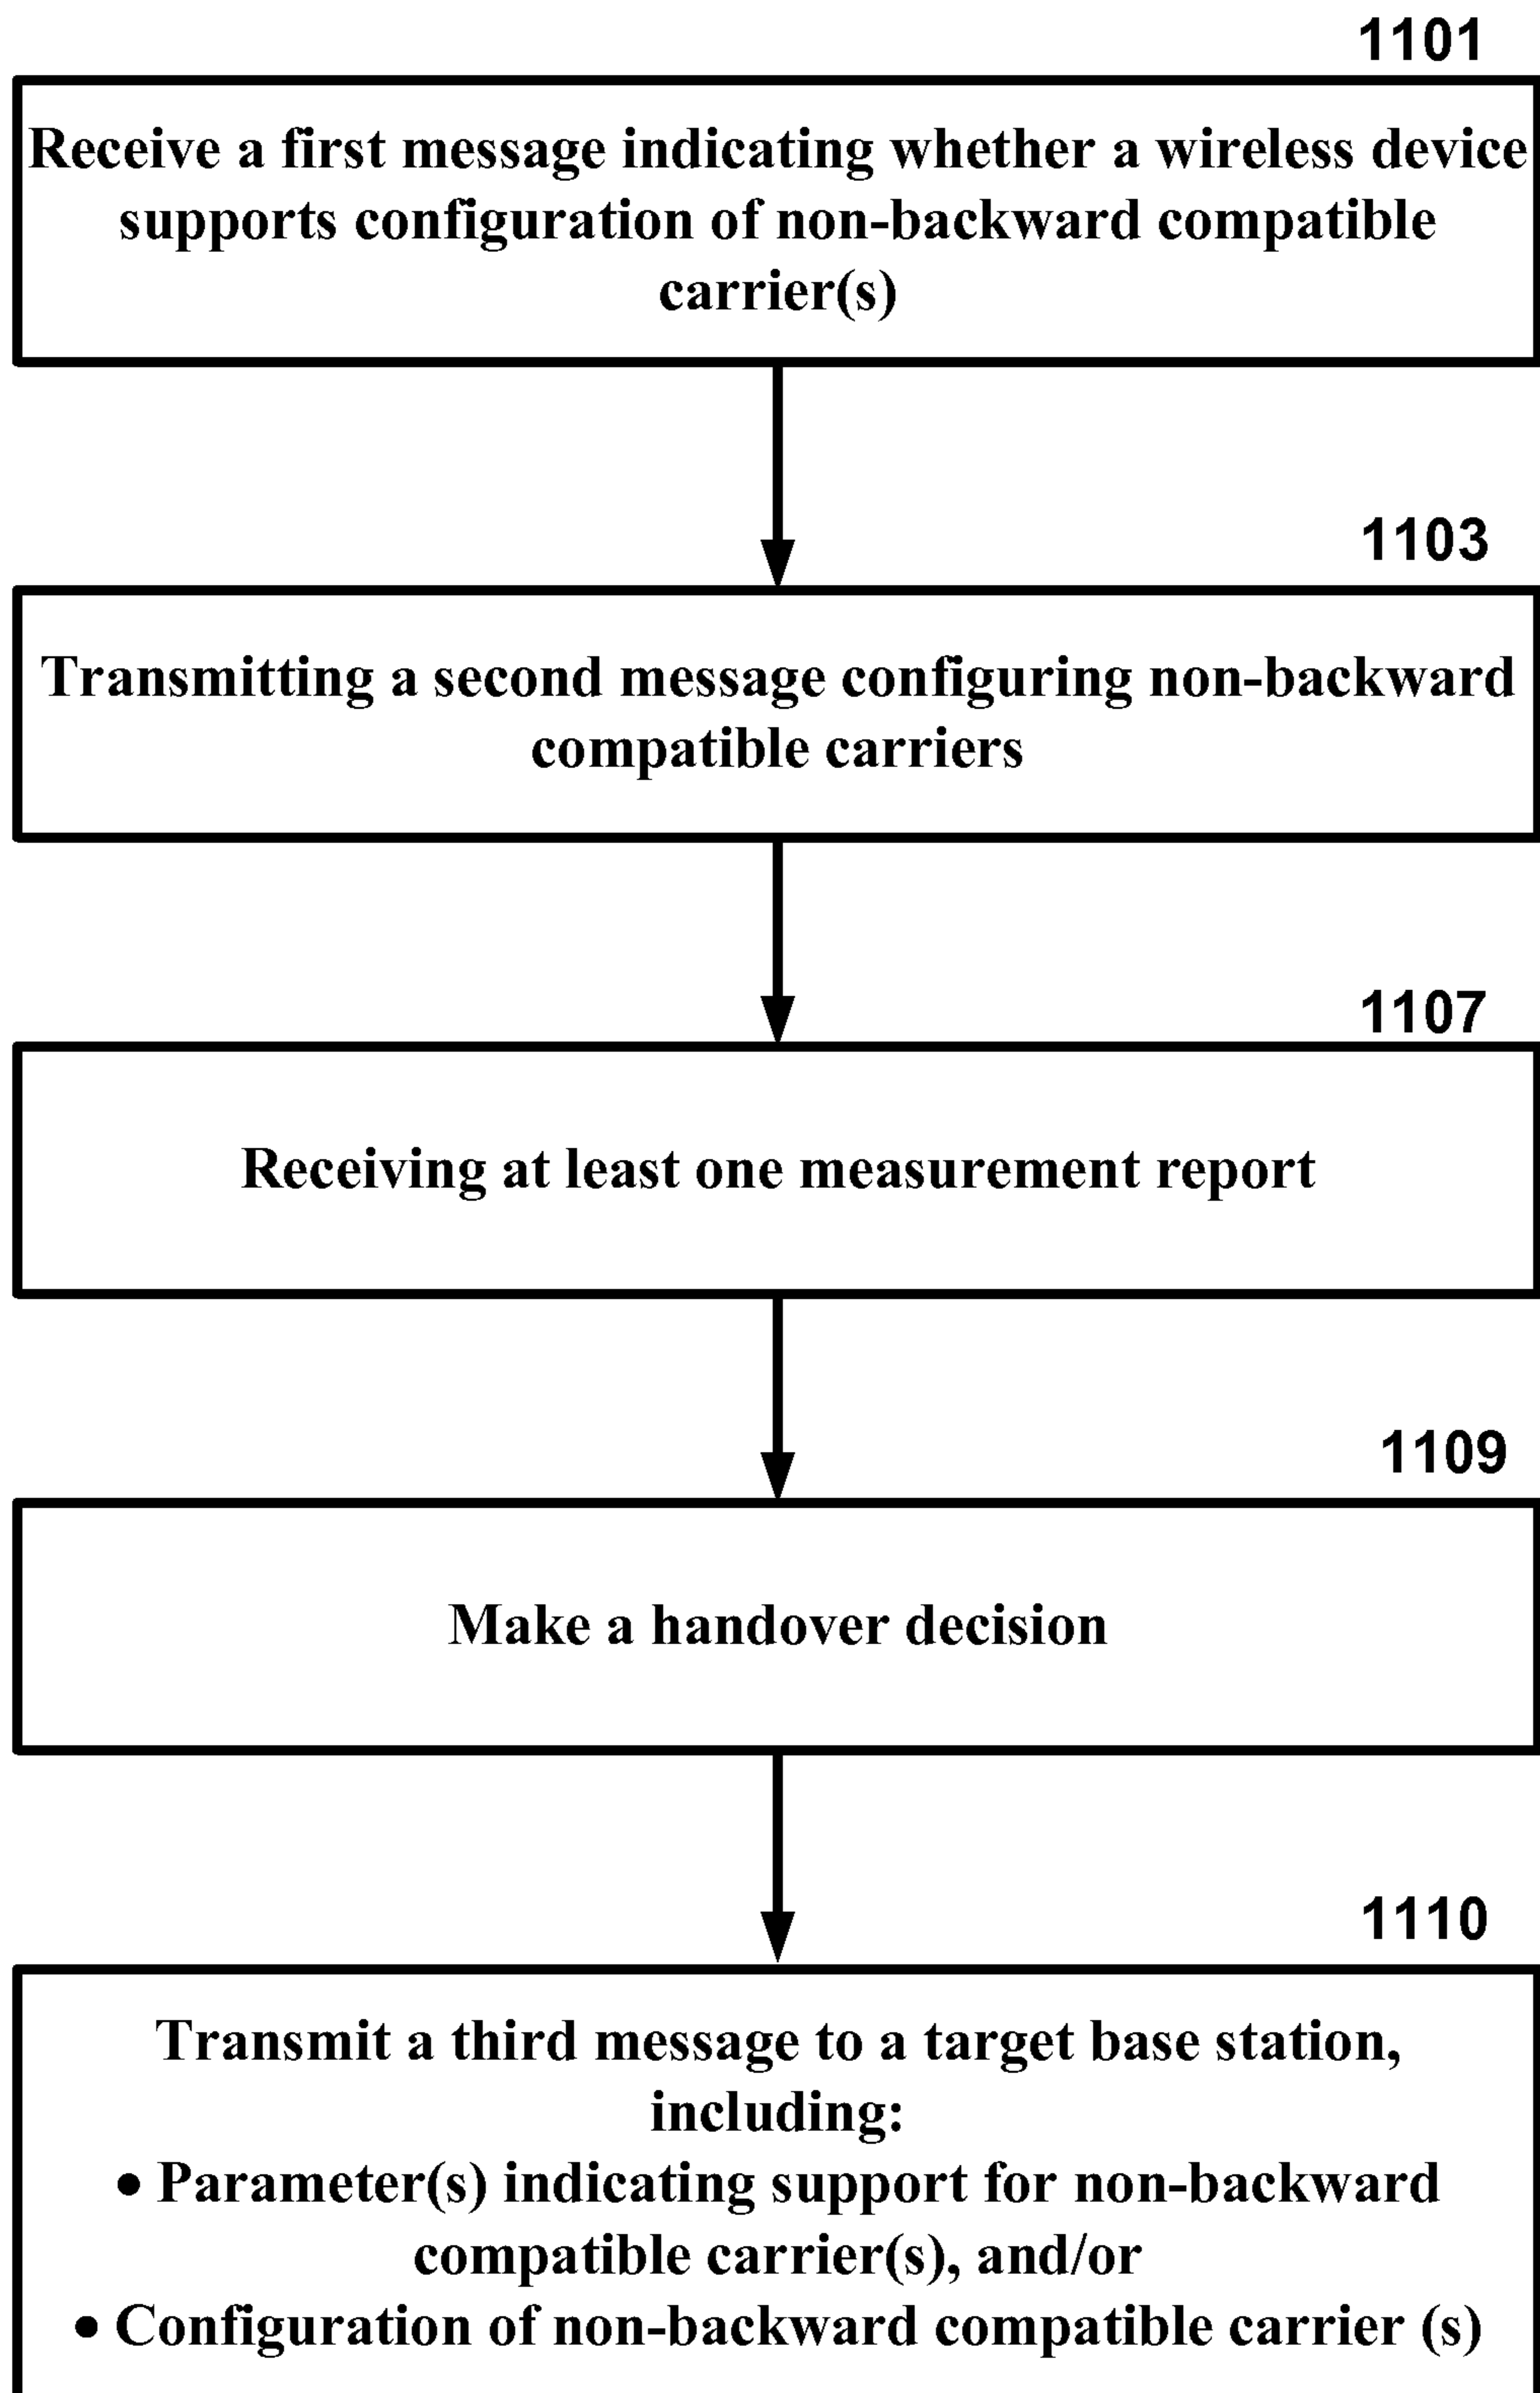 1101
Receive a first message indicating whether a wireless device
supports configuration of non-backward compatible
carrier(s)
1103
Transmitting a second message configuring non-backward
compatible carriers
1107
Receiving at least one measurement report
1109
Make a handover decision
1110
Transmit a third message to a target base station,
including:
• Parameter(s) indicating support for non-backward
compatible carrier(s), and/or
• Configuration of non-backward compatible carrier (s)